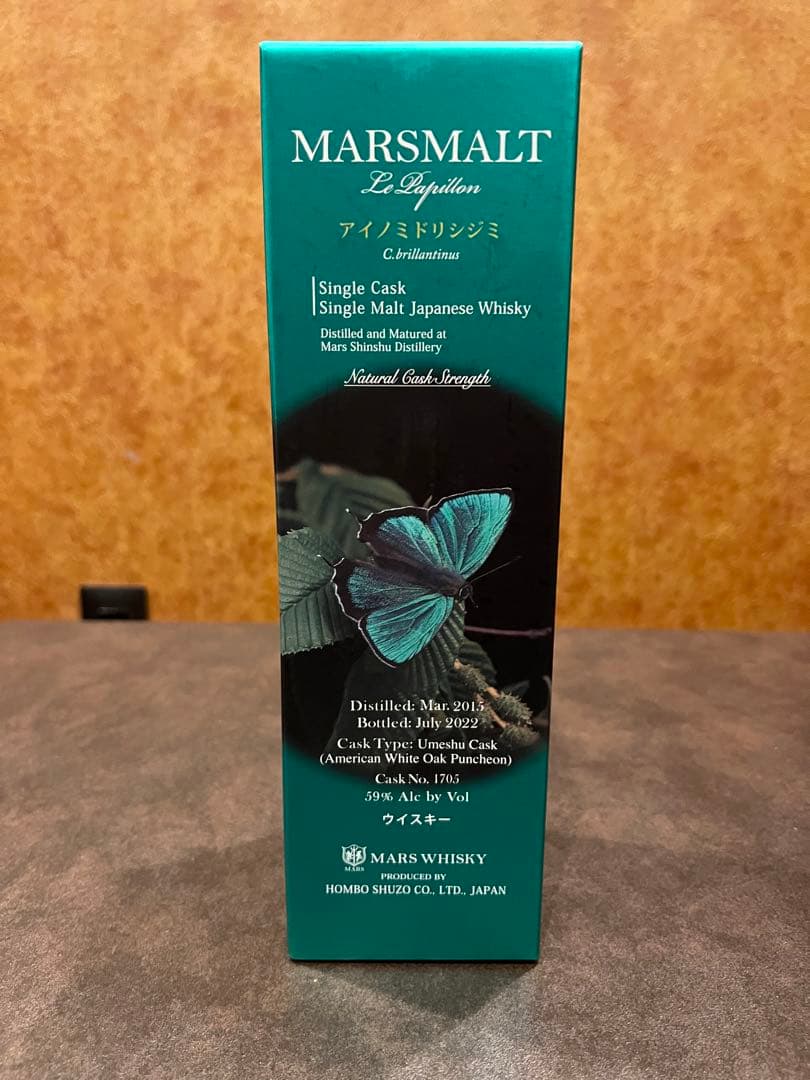 MARSMALT
Le Papillon
アイノミドリシジミ
C.brillantinus
Single Cask
Single Malt Japanese Whisky
Distilled and Matured at
Mars Shinshu Distillery
Natural Cask Strength
Distilled: Mar. 2015
Bottled: July 2022
Cask Type: Umeshu Cask
(American White Oak Puncheon)
Cask No. 1705
59% Alc by Vol
ウイスキー
MARS
MARS WHISKY
PRODUCED BY
HOMBO SHUZO CO., LTD., JAPAN